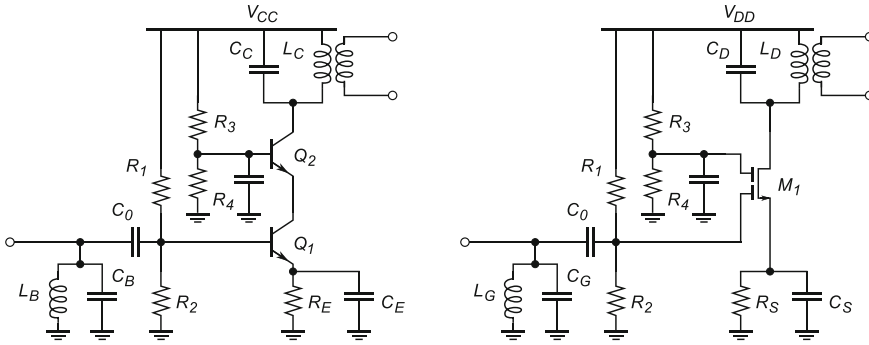 V_CC
C_C
L_C
R_3
Q_2
R_1
R_4
C_0
Q_1
L_B
C_B
R_2
R_E
C_E
V_DD
C_D
L_D
R_3
R_1
M_1
R_4
C_0
L_G
C_G
R_2
R_S
C_S